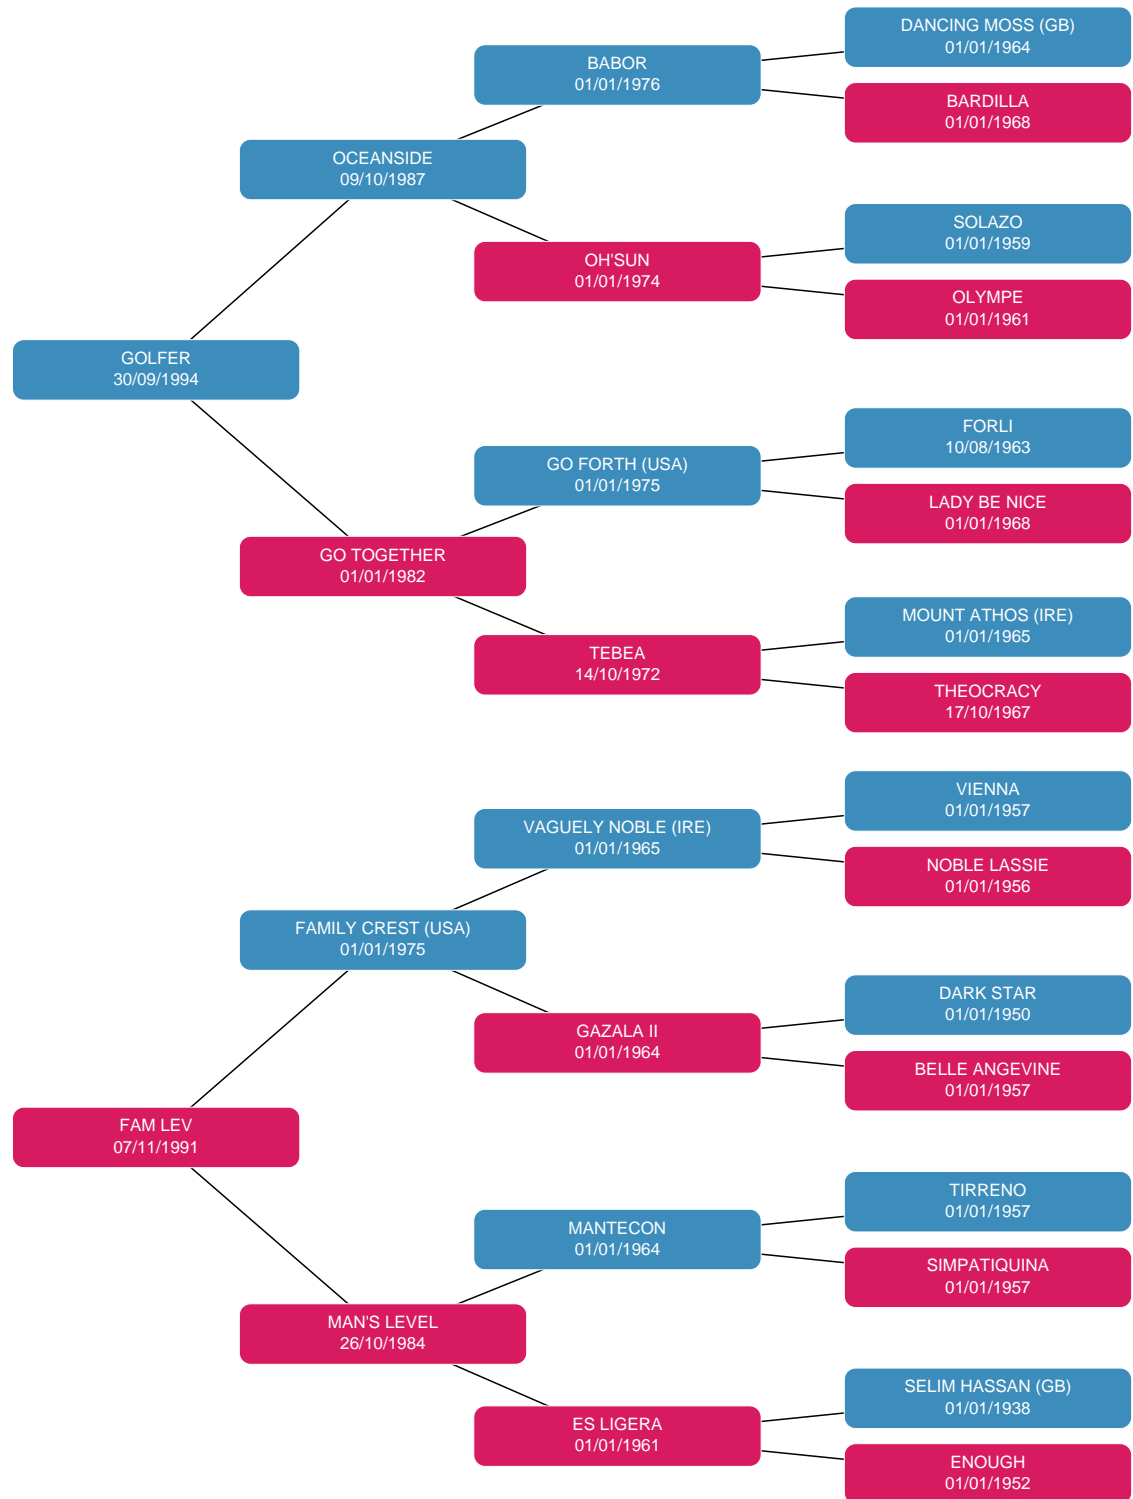 DANCING MOSS (GB)
01/01/1964
BABOR
01/01/1976
BARDILLA
01/01/1968
OCEANSIDE
09/10/1987
SOLAZO
01/01/1959
OH'SUN
01/01/1974
OLYMPE
01/01/1961
GOLFER
30/09/1994
FORLI
10/08/1963
GO FORTH (USA)
01/01/1975
LADY BE NICE
01/01/1968
GO TOGETHER
01/01/1982
MOUNT ATHOS (IRE)
01/01/1965
TEBEA
14/10/1972
THEOCRACY
17/10/1967
VIENNA
01/01/1957
VAGUELY NOBLE (IRE)
01/01/1965
NOBLE LASSIE
01/01/1956
FAMILY CREST (USA)
01/01/1975
DARK STAR
01/01/1950
GAZALA II
01/01/1964
BELLE ANGEVINE
01/01/1957
FAM LEV
07/11/1991
TIRRENO
01/01/1957
MANTECON
01/01/1964
SIMPATIQUINA
01/01/1957
MAN'S LEVEL
26/10/1984
SELIM HASSAN (GB)
01/01/1938
ES LIGERA
01/01/1961
ENOUGH
01/01/1952